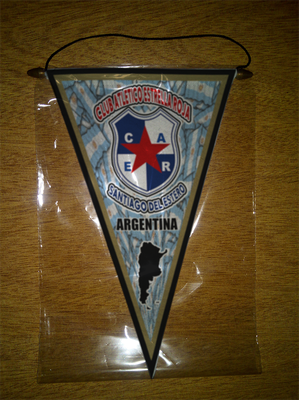 CLUB ATLETICO ESTRELLA ROJA
C A
E R
SANTIAGO DEL ESTERO
ARGENTINA